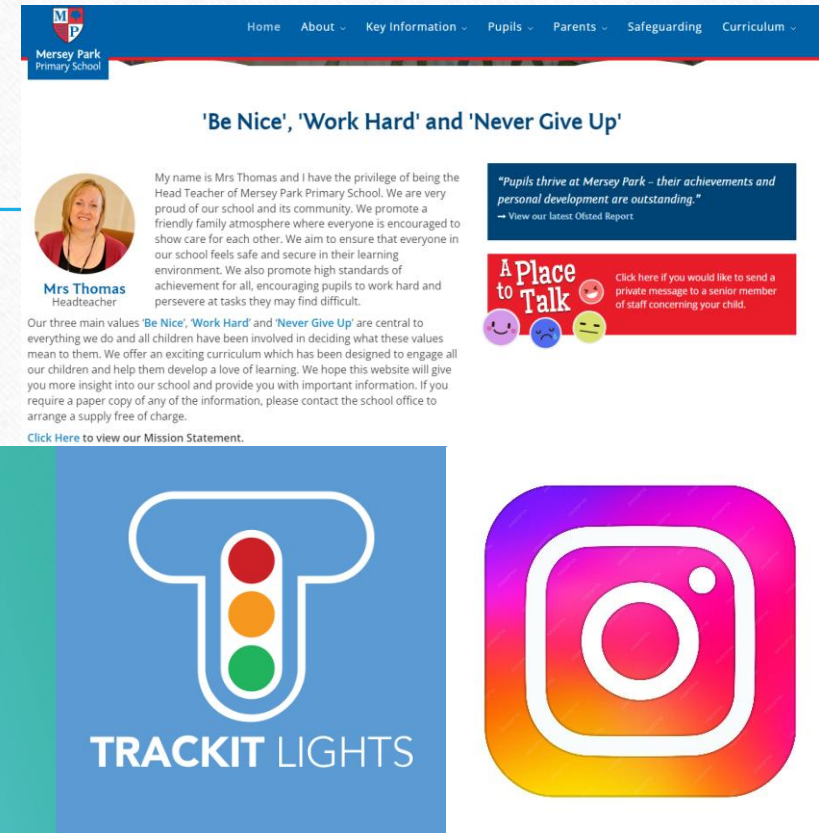 M P
Mersey Park
Primary School
Home About Key Information Pupils Parents Safeguarding Curriculum
'Be Nice', 'Work Hard' and 'Never Give Up'
My name is Mrs Thomas and I have the privilege of being the
Head Teacher of Mersey Park Primary School. We are very
proud of our school and its community. We promote a
friendly family atmosphere where everyone is encouraged to
show care for each other. We aim to ensure that everyone in
our school feels safe and secure in their learning
environment. We also promote high standards of
achievement for all, encouraging pupils to work hard and
persevere at tasks they may find difficult.
Mrs Thomas
Headteacher
Our three main values 'Be Nice', 'Work Hard' and 'Never Give Up' are central to
everything we do and all children have been involved in deciding what these values
mean to them. We offer an exciting curriculum which has been designed to engage all
our children and help them develop a love of learning. We hope this website will give
you more insight into our school and provide you with important information. If you
require a paper copy of any of the information, please contact the school office to
arrange a supply free of charge.
Click Here to view our Mission Statement.
“Pupils thrive at Mersey Park – their achievements and
personal development are outstanding.”
→ View our latest Ofsted Report
A Place
to Talk
Click here if you would like to send a
private message to a senior member
of staff concerning your child.
TRACKIT LIGHTS